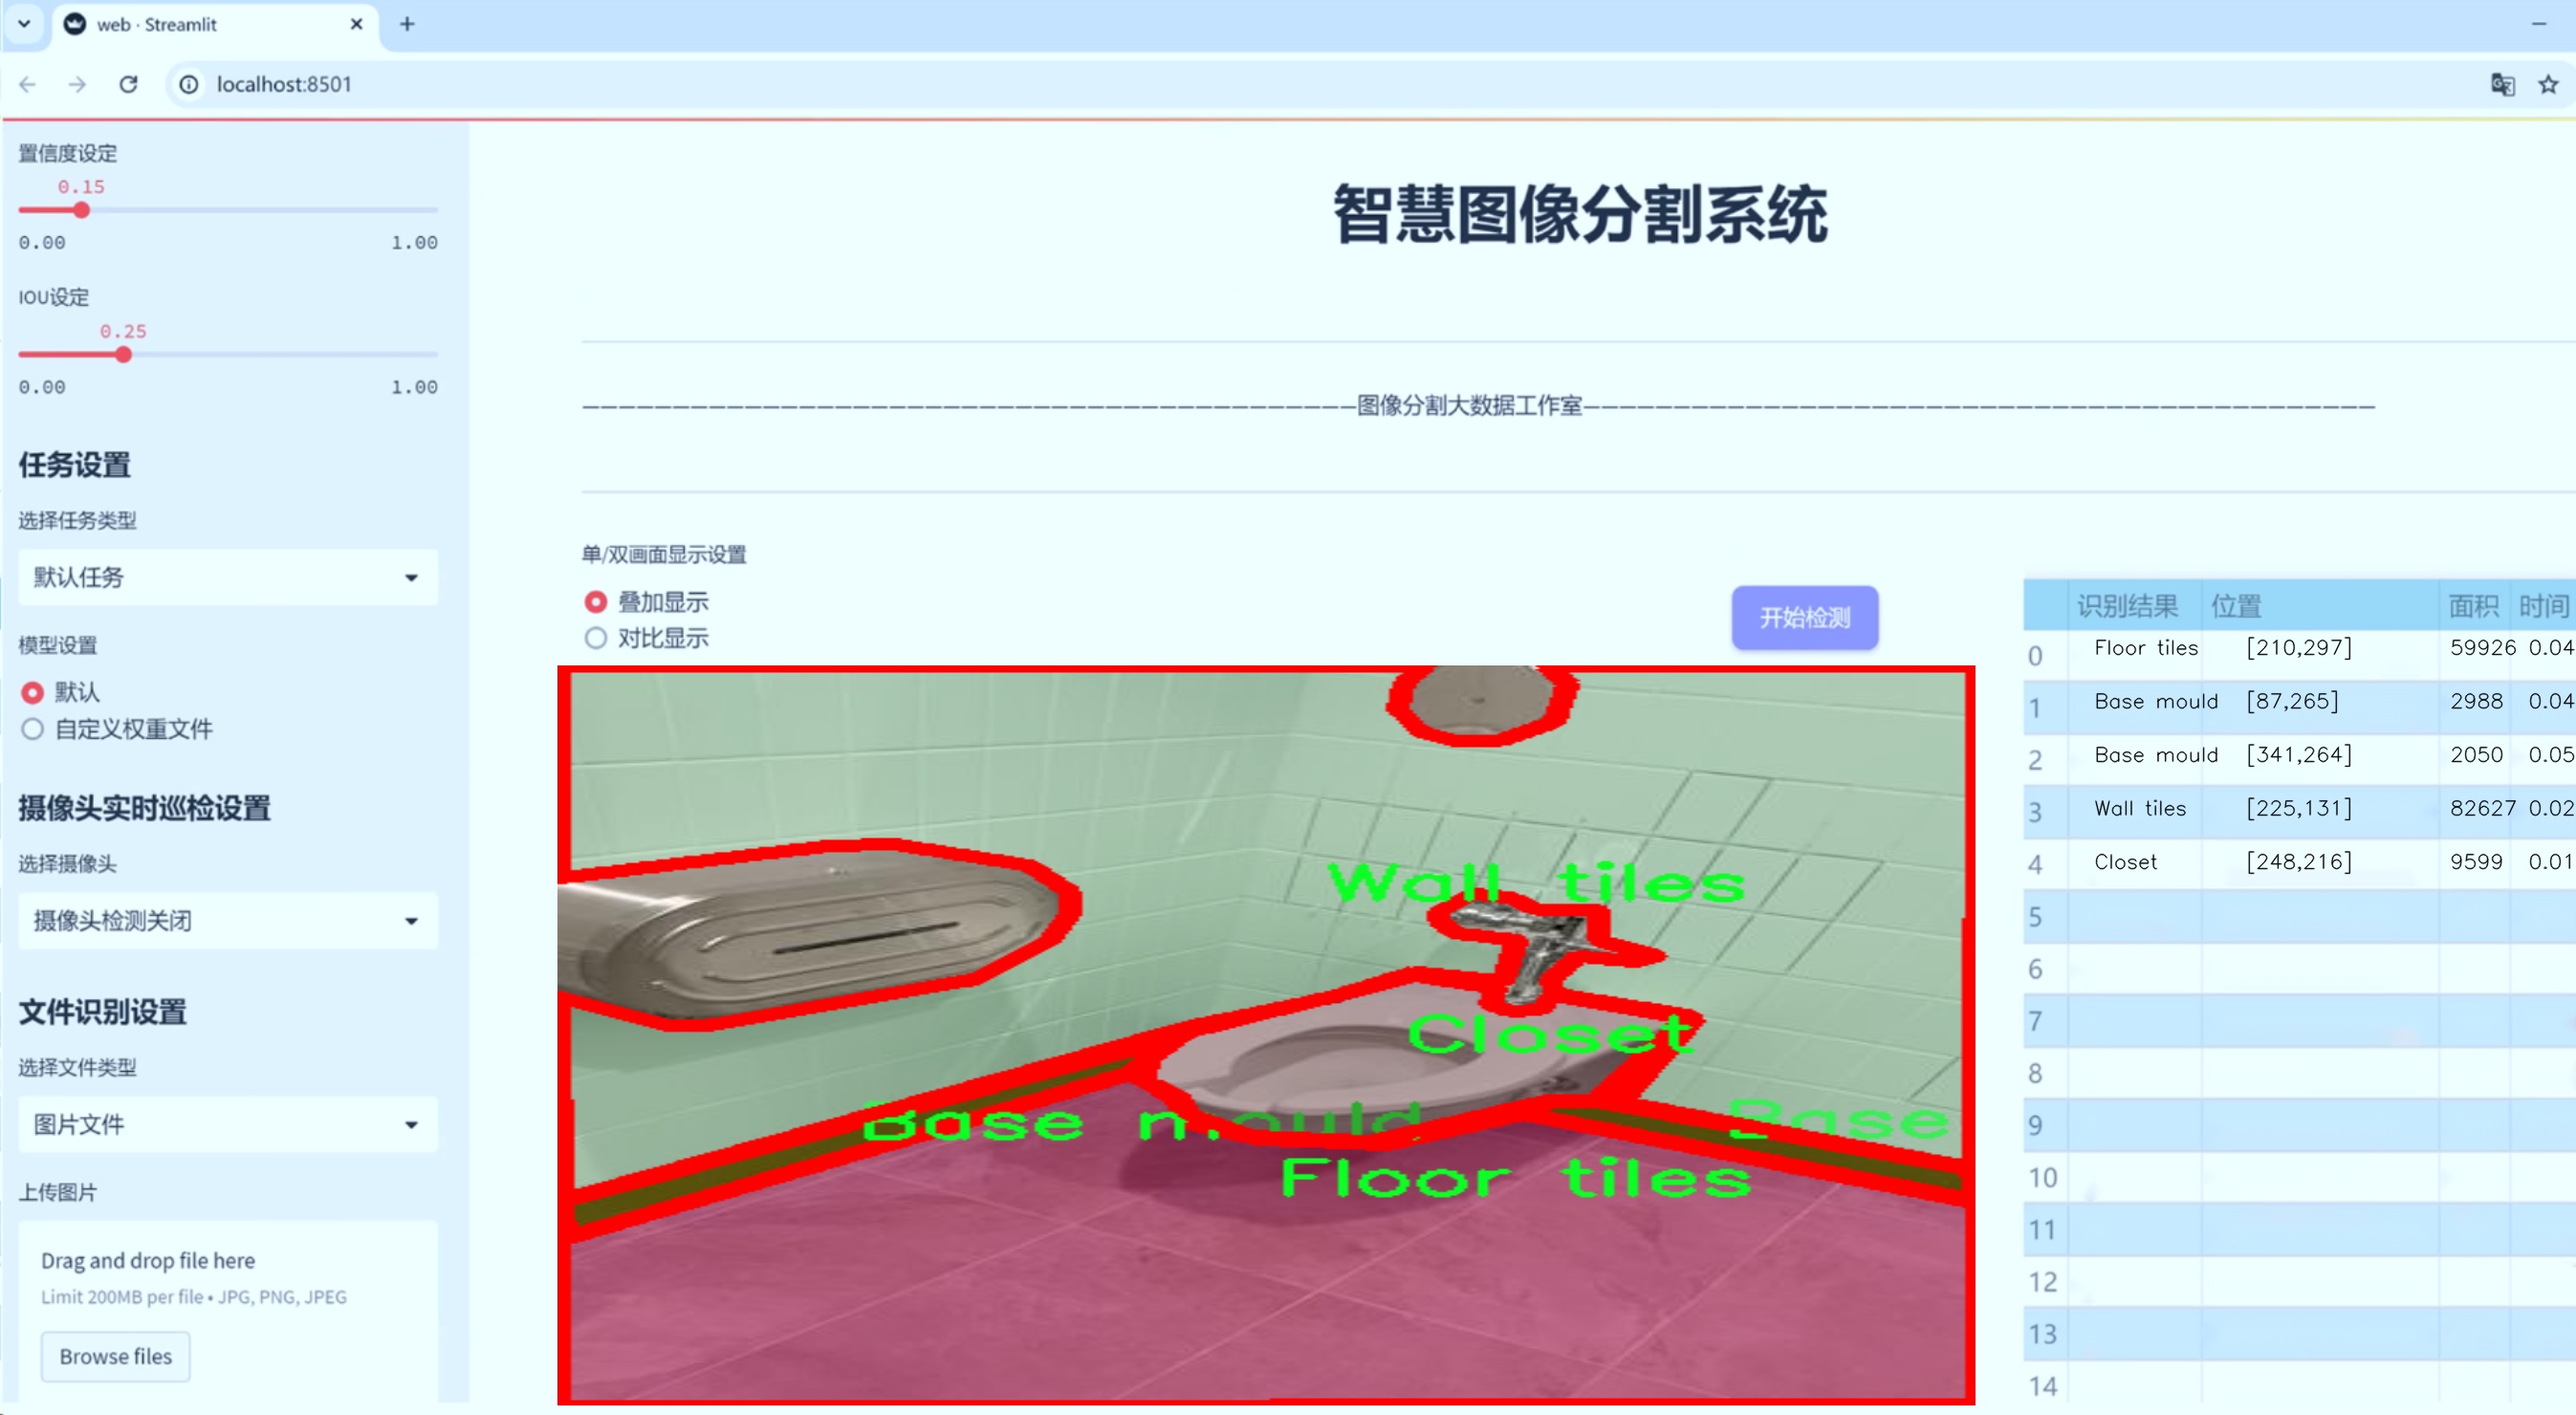 web · Streamlit
localhost:8501
置信度设定
0.15
0.00 1.00
IOU设定
0.25
0.00 1.00
任务设置
选择任务类型
默认任务
模型设置
默认
自定义权重文件
摄像头实时巡检设置
选择摄像头
摄像头检测关闭
文件识别设置
选择文件类型
图片文件
上传图片
Drag and drop file here
Limit 200MB per file • JPG, PNG, JPEG
Browse files
智慧图像分割系统
图像分割大数据工作室
单/双画面显示设置
叠加显示
对比显示
开始检测
Wall tiles
Closet
Base
Base
Floor tiles
识别结果 位置 面积 时间
0 Floor tiles [210,297] 59926 0.04
1 Base mould [87,265] 2988 0.04
2 Base mould [341,264] 2050 0.05
3 Wall tiles [225,131] 82627 0.02
4 Closet [248,216] 9599 0.01
5
6
7
8
9
10
11
12
13
14